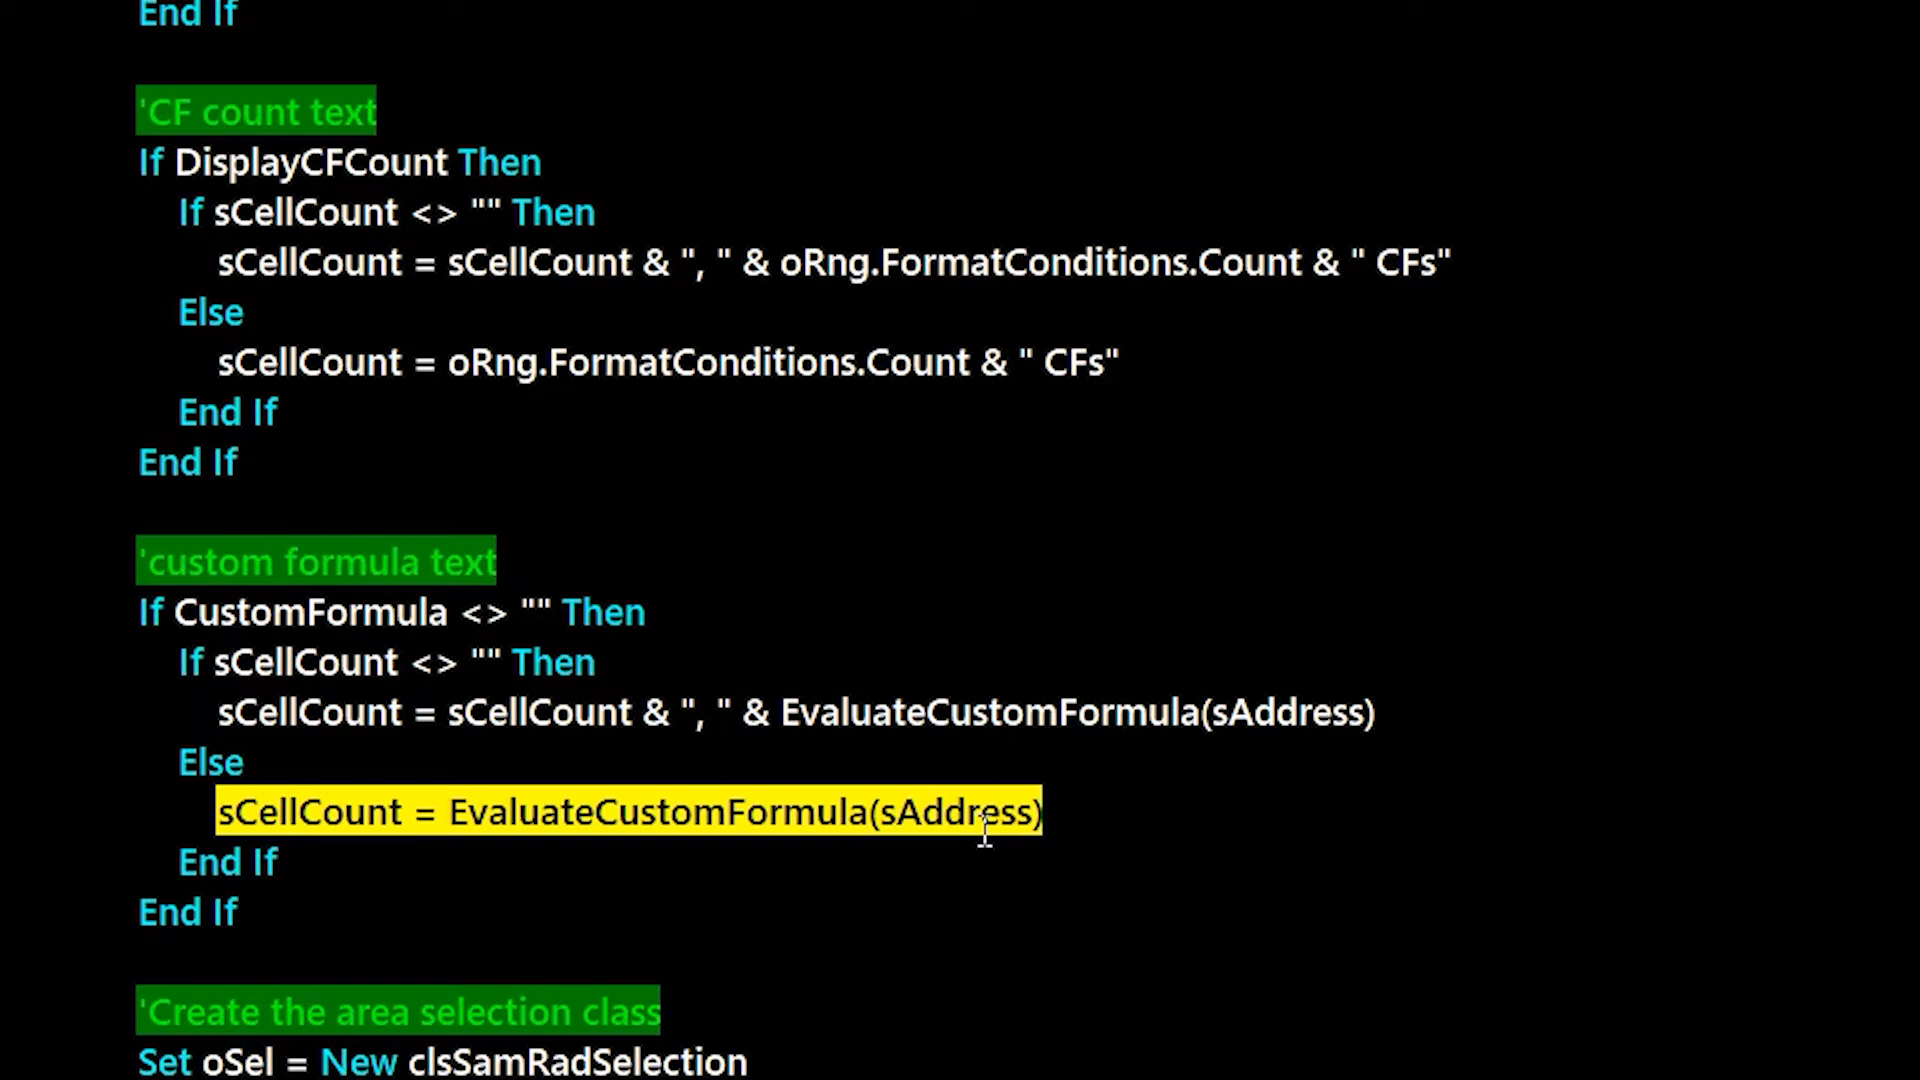 End If
'CF count text
If DisplayCFCount Then
If sCellCount <> "" Then
sCellCount = sCellCount & ", " & oRng.FormatConditions.Count & " CFs"
Else
sCellCount = oRng.FormatConditions.Count & " CFs"
End If
End If
'custom formula text
If CustomFormula <> "" Then
If sCellCount <> "" Then
sCellCount = sCellCount & ", " & EvaluateCustomFormula(sAddress)
Else
sCellCount = EvaluateCustomFormula(sAddress)
End If
End If
'Create the area selection class
Set oSel = New clsSamRadSelection